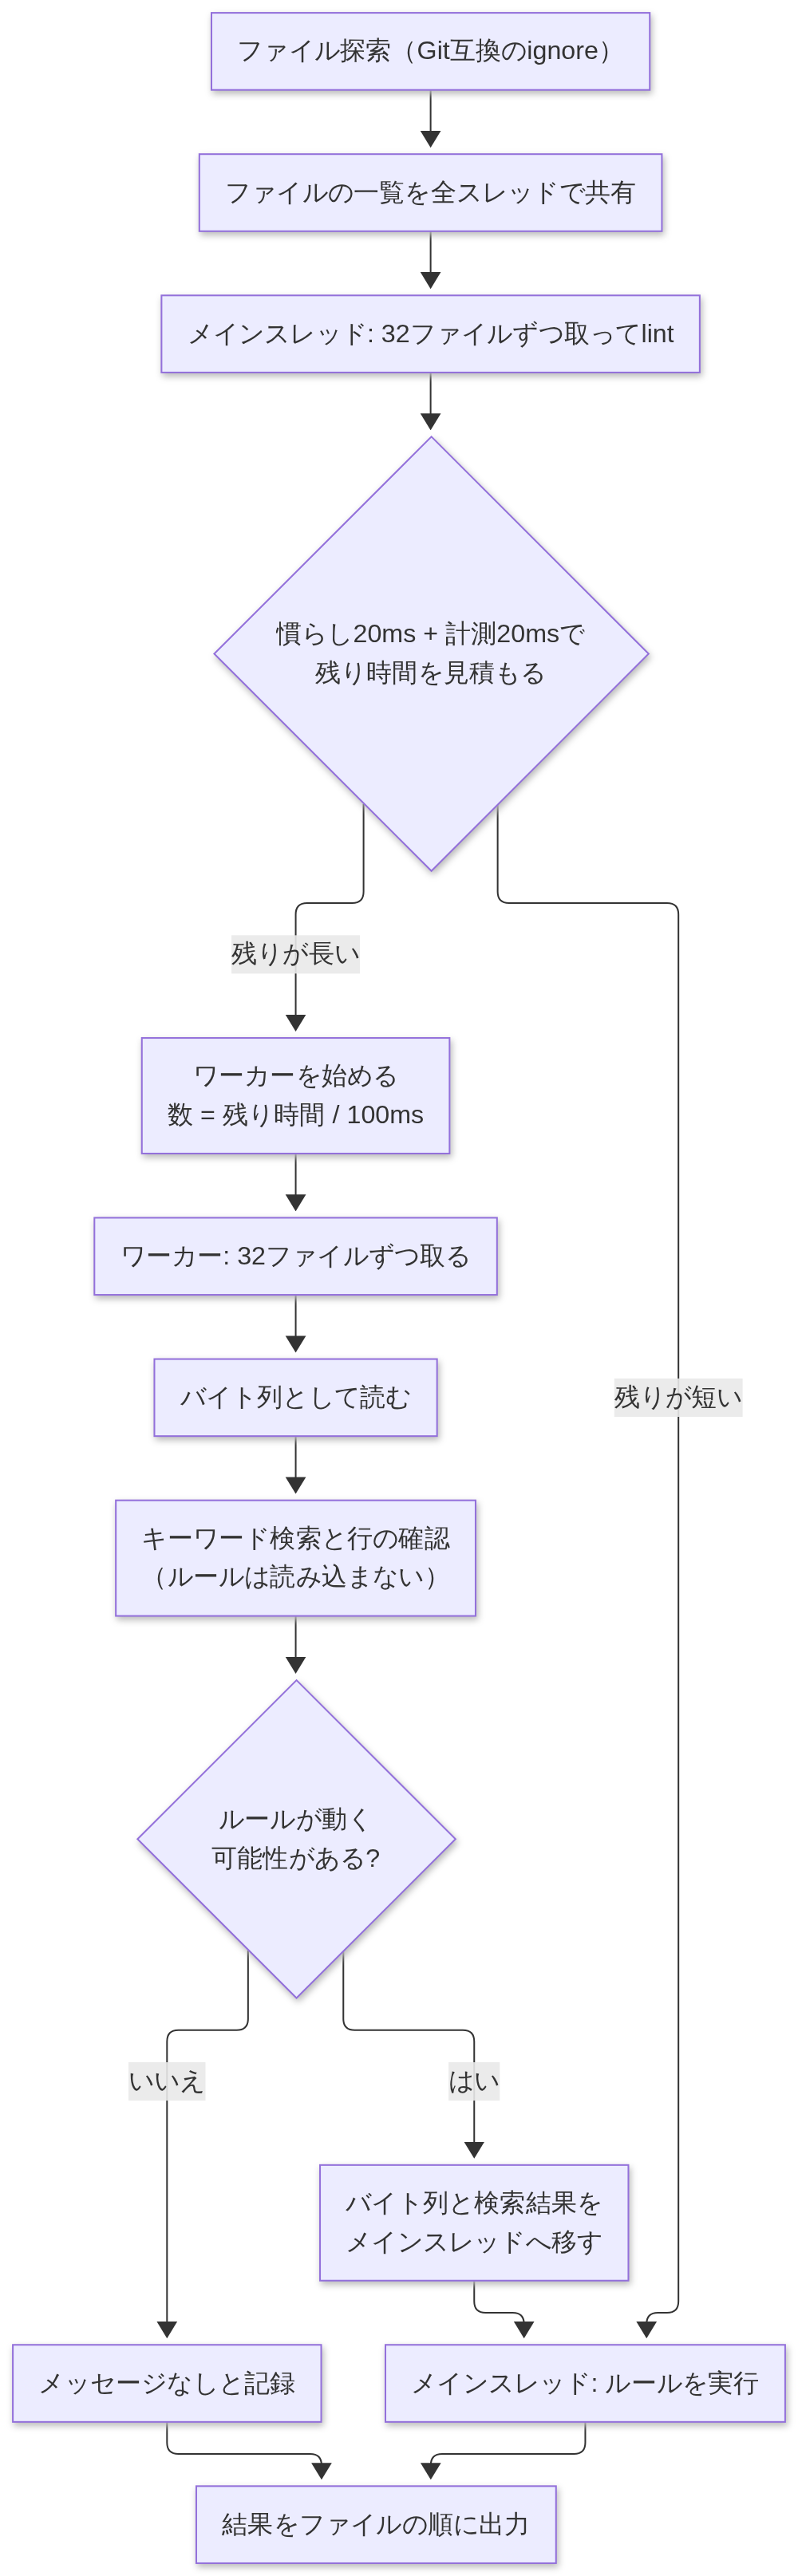 ファイル探索（Git互換のignore）
ファイルの一覧を全スレッドで共有
メインスレッド: 32ファイルずつ取ってlint
慣らし20ms + 計測20msで
残り時間を見積もる
残りが長い
ワーカーを始める
数 = 残り時間 / 100ms
ワーカー: 32ファイルずつ取る
バイト列として読む
残りが短い
キーワード検索と行の確認
（ルールは読み込まない）
ルールが動く
可能性がある?
いいえ
はい
バイト列と検索結果を
メインスレッドへ移す
メッセージなしと記録
メインスレッド: ルールを実行
結果をファイルの順に出力